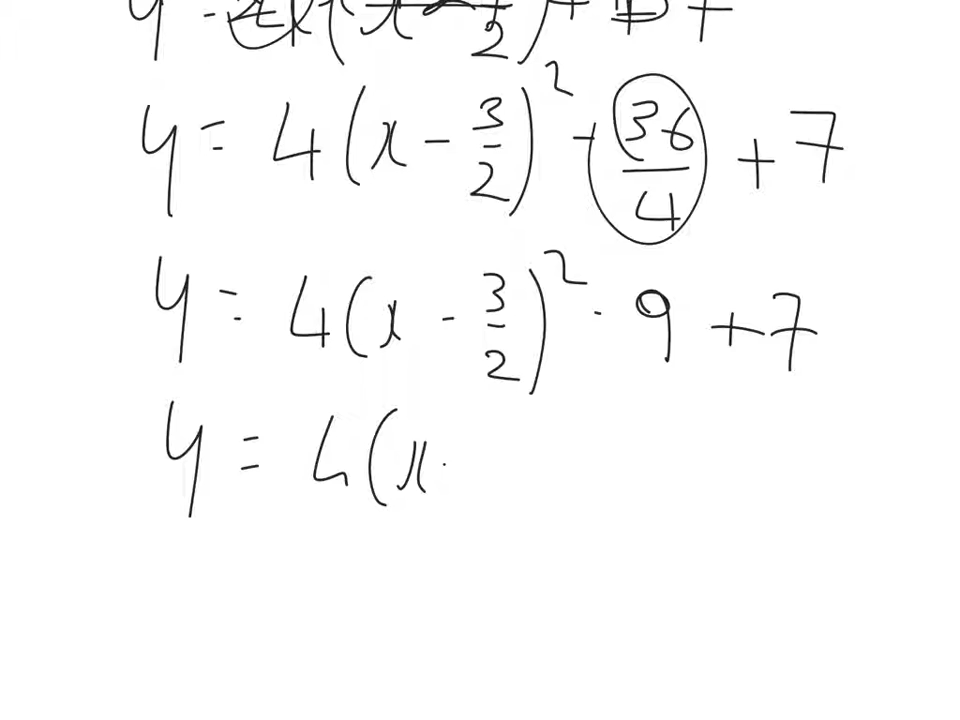 y = 4(x - 3/2)² - 36/4 + 7
y = 4(x - 3/2)² - 9 + 7
y = 4(x